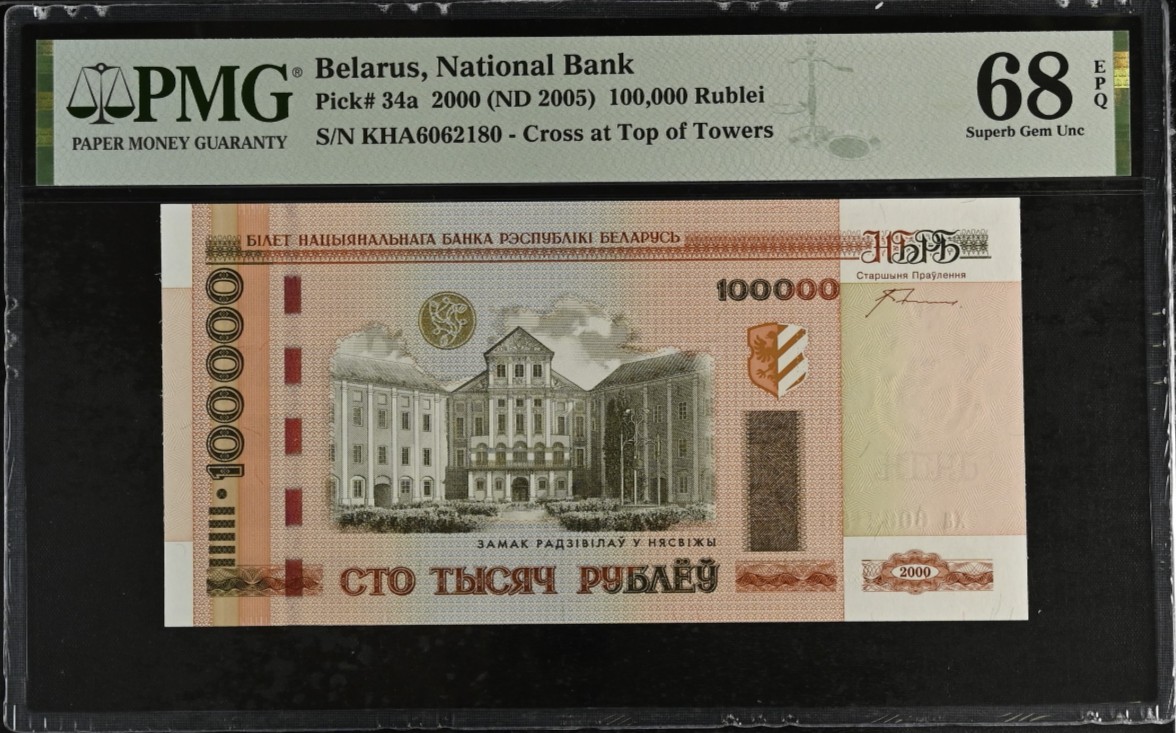 PMG®
PAPER MONEY GUARANTY
Belarus, National Bank
Pick# 34a 2000 (ND 2005) 100,000 Rublei
S/N KHA6062180 - Cross at Top of Towers
68
EPQ
Superb Gem Unc
БІЛЕТ НАЦЫЯНАЛЬНАГА БАНКА РЭСПУБЛІКІ БЕЛАРУСЬ
НБРБ
Старшыня Праўлення
100000
100000
ЗАМАК РАДЗІВІЛАЎ У НЯСВІЖЫ
СТО ТЫСЯЧ РУБЛЁЎ
2000